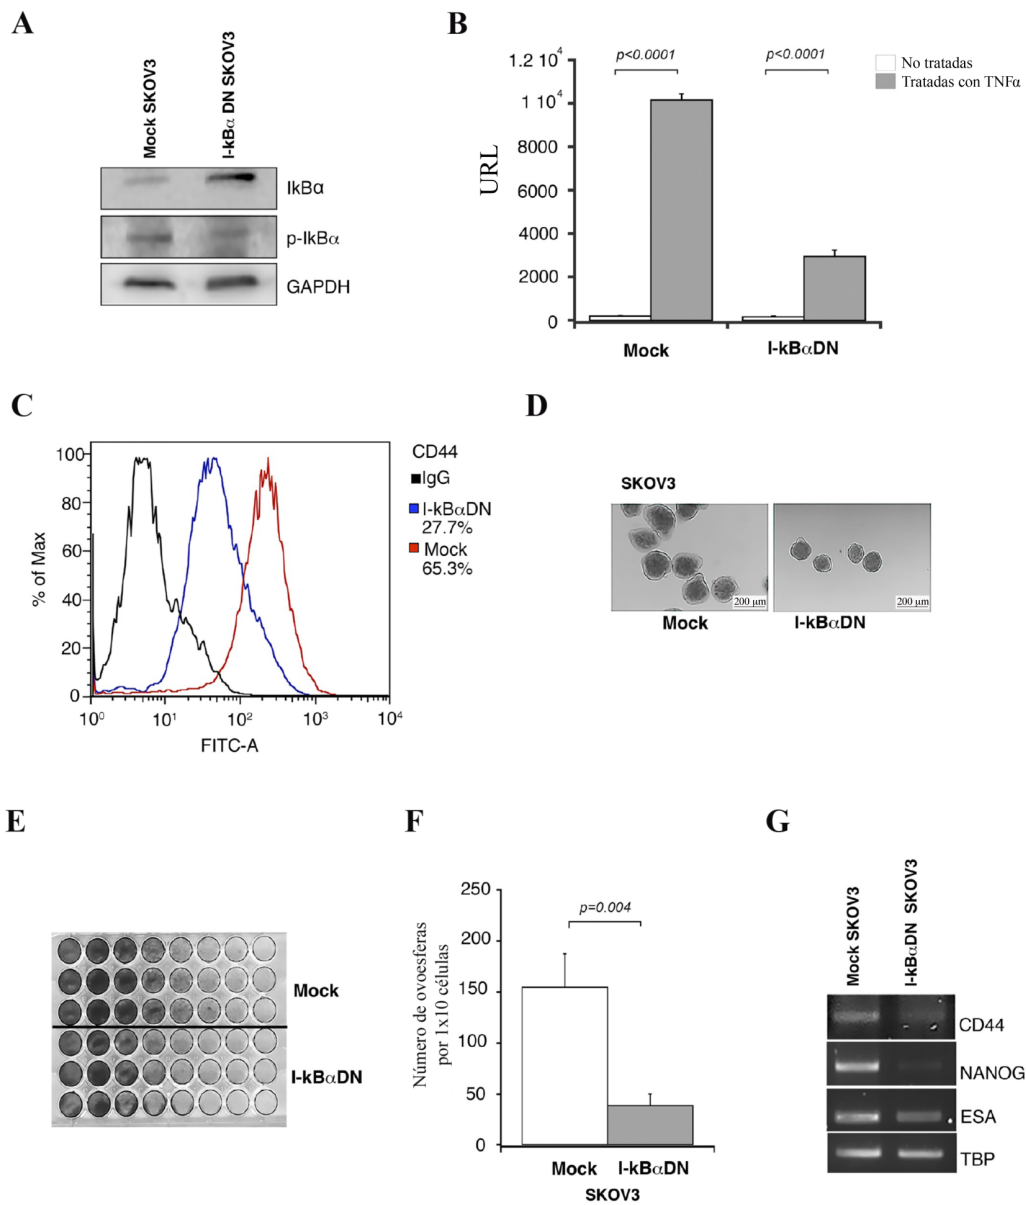 A
Mock SKOV3
I-kBα DN SKOV3
IkBα
p-IkBα
GAPDH
B
p<0.0001
p<0.0001
No tratadas
Tratadas con TNFα
1.2 10⁴
1 10⁴
8000
6000
4000
2000
0
URL
Mock
I-kBαDN
C
100
80
60
40
20
0
% of Max
10⁰
10¹
10²
10³
10⁴
FITC-A
CD44
IgG
I-kBαDN
27.7%
Mock
65.3%
D
SKOV3
200 µm
200 µm
Mock
I-kBαDN
E
Mock
I-kBαDN
F
250
200
150
100
50
0
Número de ovoesferas
por 1x10 células
p=0.004
Mock
I-kBαDN
SKOV3
G
Mock SKOV3
I-kBαDN SKOV3
CD44
NANOG
ESA
TBP